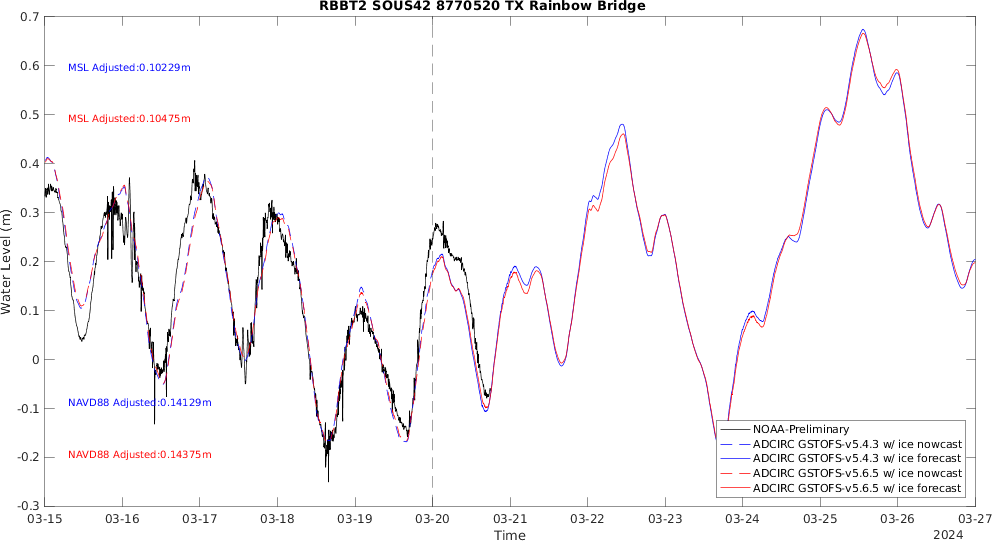 RBBT2 SOUS42 8770520 TX Rainbow Bridge
0.7
0.6
0.5
0.4
0.3
0.2
0.1
0
-0.1
-0.2
-0.3
Water Level (m)
MSL Adjusted:0.10229m
MSL Adjusted:0.10475m
NAVD88 Adjusted:0.14129m
NAVD88 Adjusted:0.14375m
NOAA-Preliminary
ADCIRC GSTOFS-v5.4.3 w/ ice nowcast
ADCIRC GSTOFS-v5.4.3 w/ ice forecast
ADCIRC GSTOFS-v5.6.5 w/ ice nowcast
ADCIRC GSTOFS-v5.6.5 w/ ice forecast
03-15 03-16 03-17 03-18 03-19 03-20 03-21 03-22 03-23 03-24 03-25 03-26 03-27
Time
2024